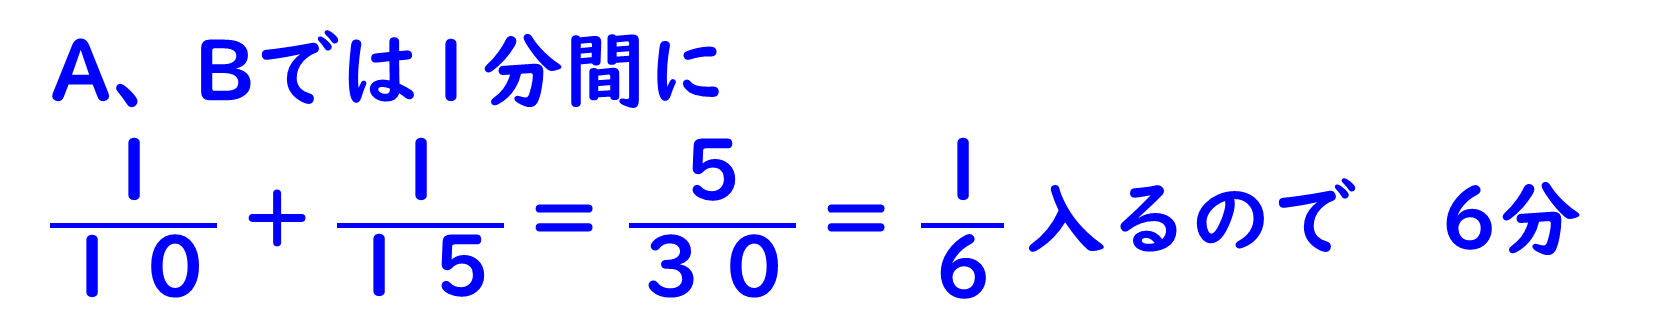 A、Bでは1分間に
1/10 + 1/15 = 5/30 = 1/6 入るので 6分